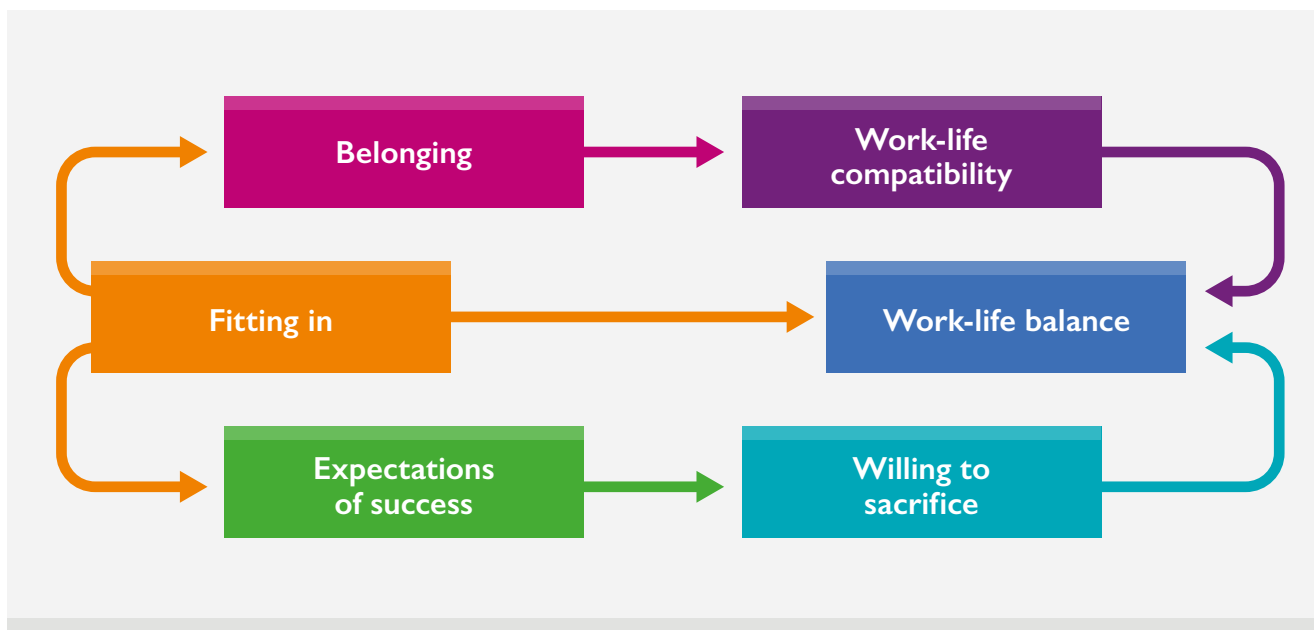 Belonging
Work-life
compatibility
Fitting in
Work-life balance
Expectations
of success
Willing to
sacrifice